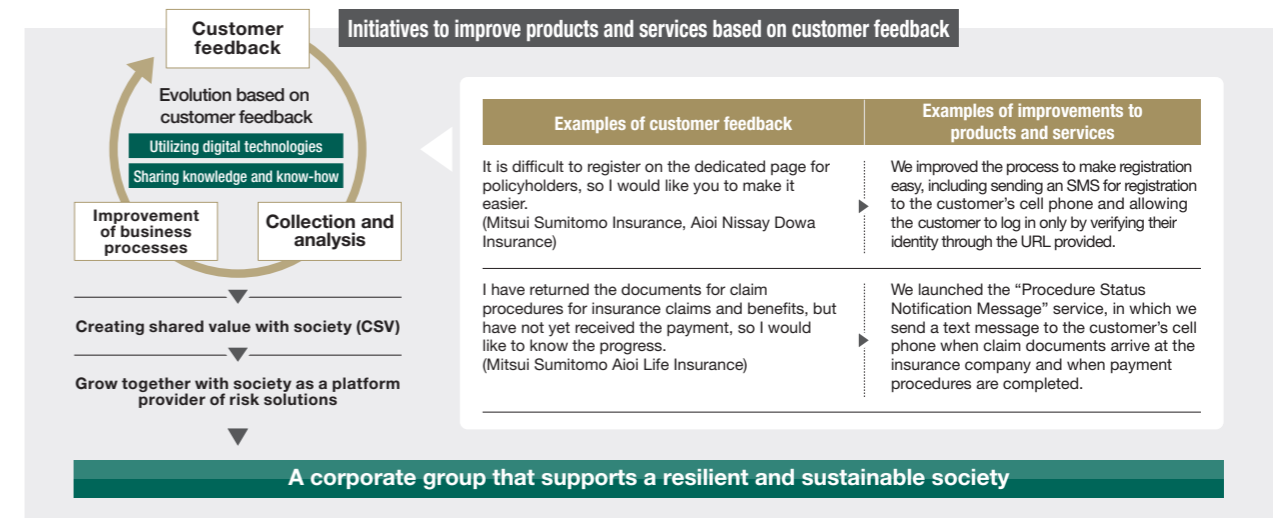 Initiatives to improve products and services based on customer feedback
Customer
feedback
Evolution based on
customer feedback
Utilizing digital technologies
Sharing knowledge and know-how
Improvement
of business
processes
Collection and
analysis
Creating shared value with society (CSV)
Grow together with society as a platform
provider of risk solutions
Examples of customer feedback
Examples of improvements to
products and services
It is difficult to register on the dedicated page for
policyholders, so I would like you to make it
easier.
(Mitsui Sumitomo Insurance, Aioi Nissay Dowa
Insurance)
We improved the process to make registration
easy, including sending an SMS for registration
to the customer’s cell phone and allowing
the customer to log in only by verifying their
identity through the URL provided.
I have returned the documents for claim
procedures for insurance claims and benefits, but
have not yet received the payment, so I would
like to know the progress.
(Mitsui Sumitomo Aioi Life Insurance)
We launched the “Procedure Status
Notification Message” service, in which we
send a text message to the customer’s cell
phone when claim documents arrive at the
insurance company and when payment
procedures are completed.
A corporate group that supports a resilient and sustainable society